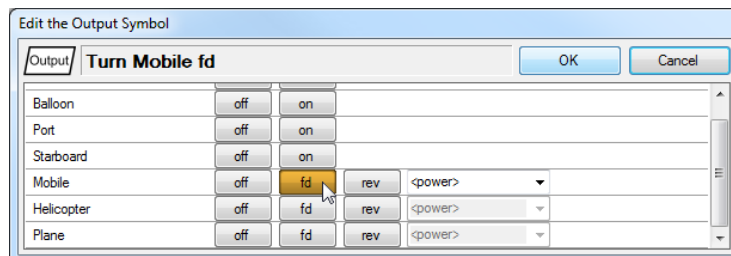 Edit the Output Symbol
Output Turn Mobile fd OK Cancel
Balloon off on
Port off on
Starboard off on
Mobile off fd rev <power>
Helicopter off fd rev <power>
Plane off fd rev <power>